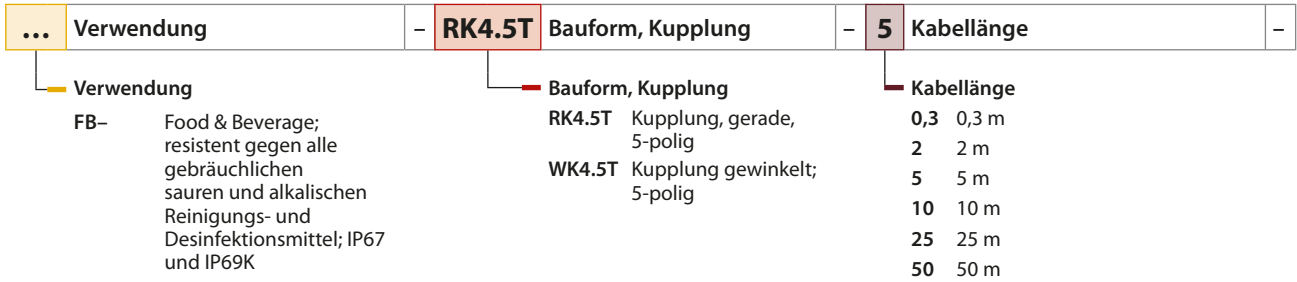 ... Verwendung – RK4.5T Bauform, Kupplung – 5 Kabellänge –
Verwendung
FB– Food & Beverage;
resistent gegen alle
gebräuchlichen
sauren und alkalischen
Reinigungs- und
Desinfektionsmittel; IP67
und IP69K
Bauform, Kupplung
RK4.5T Kupplung, gerade,
5-polig
WK4.5T Kupplung gewinkelt;
5-polig
Kabellänge
0,3 0,3 m
2 2 m
5 5 m
10 10 m
25 25 m
50 50 m